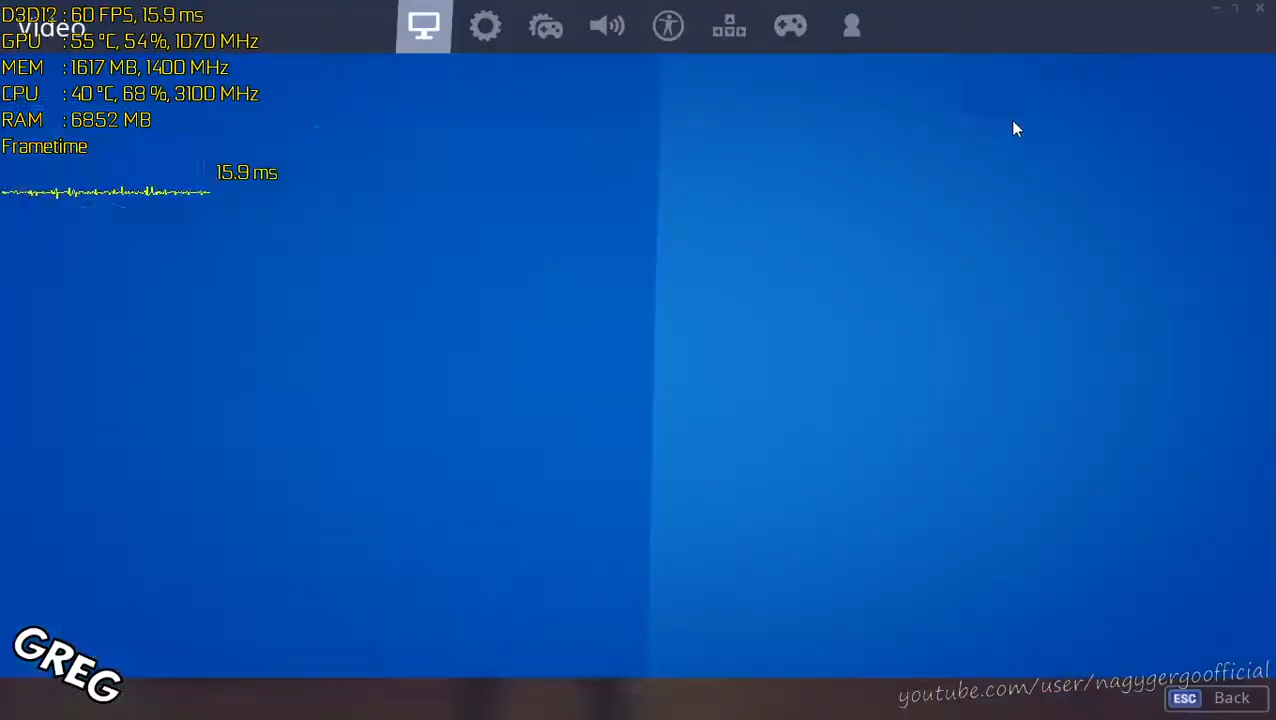 D3D12 : 60 FPS, 15.9 ms
Video
GPU : 55 °C, 54 %, 1070 MHz
MEM : 1617 MB, 1400 MHz
CPU : 40 °C, 68 %, 3100 MHz
RAM : 6852 MB
Frametime
15.9 ms
GREG
youtube.com/user/nagygergoofficial
ESC Back